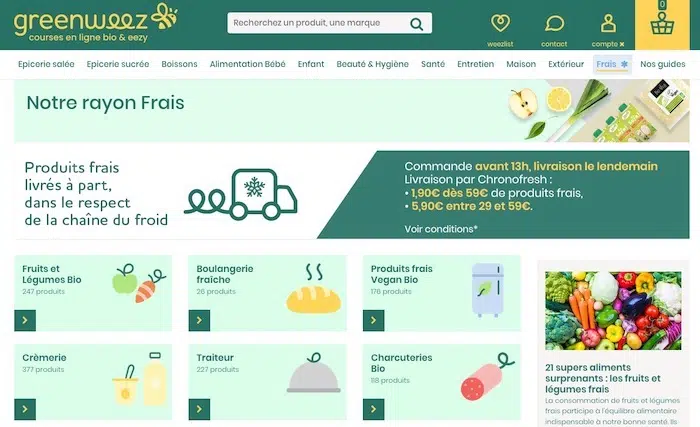 greenweez
courses en ligne bio & eezy
Recherchez un produit, une marque
weezlist
contact
compte ×
0
Epicerie salée
Epicerie sucrée
Boissons
Alimentation Bébé
Enfant
Beauté & Hygiène
Santé
Entretien
Maison
Extérieur
Frais
Nos guides
Notre rayon Frais
Produits frais
livrés à part,
dans le respect
de la chaîne du froid
Commande avant 13h, livraison le lendemain
Livraison par Chronofresh :
• 1,90€ dès 59€ de produits frais,
• 5,90€ entre 29 et 59€.
Voir conditions*
Fruits et
Légumes Bio
247 produits
Boulangerie
fraîche
26 produits
Produits frais
Vegan Bio
176 produits
Crèmerie
377 produits
Traiteur
227 produits
Charcuteries
Bio
118 produits
21 supers aliments
surprenants : les fruits et
légumes frais
La consommation de fruits et légumes
frais participe à l'équilibre alimentaire
indispensable à notre bonne santé. Ils